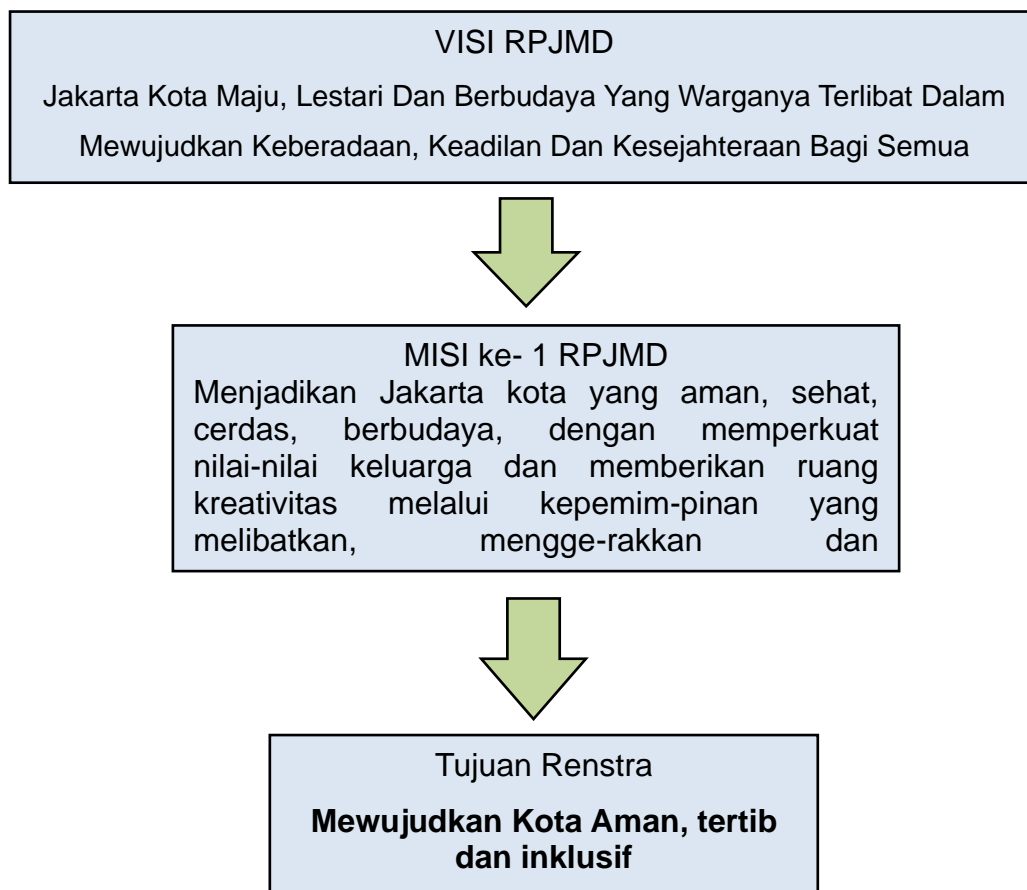 VISI RPJMD
Jakarta Kota Maju, Lestari Dan Berbudaya Yang Warganya Terlibat Dalam
Mewujudkan Keberadaan, Keadilan Dan Kesejahteraan Bagi Semua
MISI ke- 1 RPJMD
Menjadikan Jakarta kota yang aman, sehat,
cerdas, berbudaya, dengan memperkuat
nilai-nilai keluarga dan memberikan ruang
kreativitas melalui kepemim-pinan yang
melibatkan, mengge-rakkan dan
Tujuan Renstra
Mewujudkan Kota Aman, tertib
dan inklusif